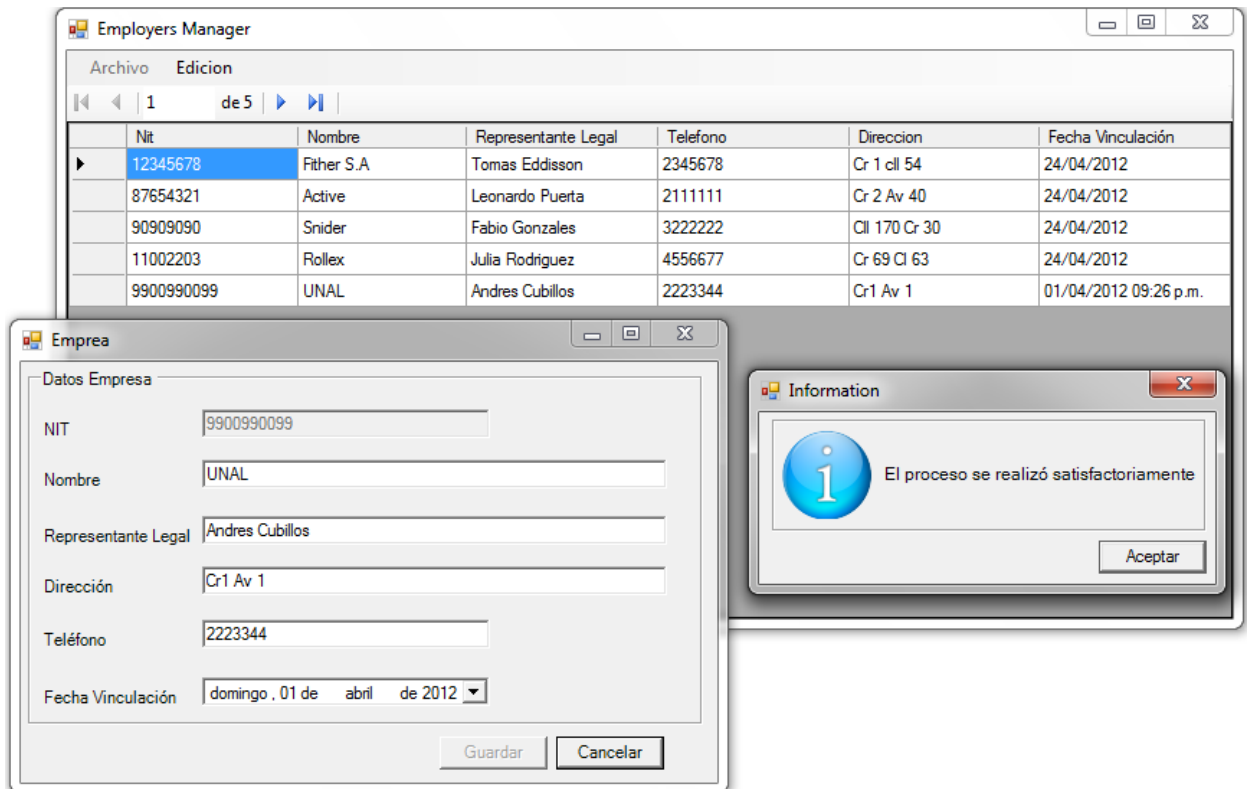 Employers Manager
Archivo Edicion
1 de 5
Nit Nombre Representante Legal Telefono Direccion Fecha Vinculación
12345678 Fither S.A Tomas Eddisson 2345678 Cr 1 cll 54 24/04/2012
87654321 Active Leonardo Puerta 2111111 Cr 2 Av 40 24/04/2012
90909090 Snider Fabio Gonzales 3222222 Cll 170 Cr 30 24/04/2012
11002203 Rollex Julia Rodriguez 4556677 Cr 69 Cl 63 24/04/2012
9900990099 UNAL Andres Cubillos 2223344 Cr1 Av 1 01/04/2012 09:26 p.m.
Emprea
Datos Empresa
NIT 9900990099
Nombre UNAL
Representante Legal Andres Cubillos
Dirección Cr1 Av 1
Teléfono 2223344
Fecha Vinculación domingo , 01 de abril de 2012
Guardar Cancelar
Information
i
El proceso se realizó satisfactoriamente
Aceptar